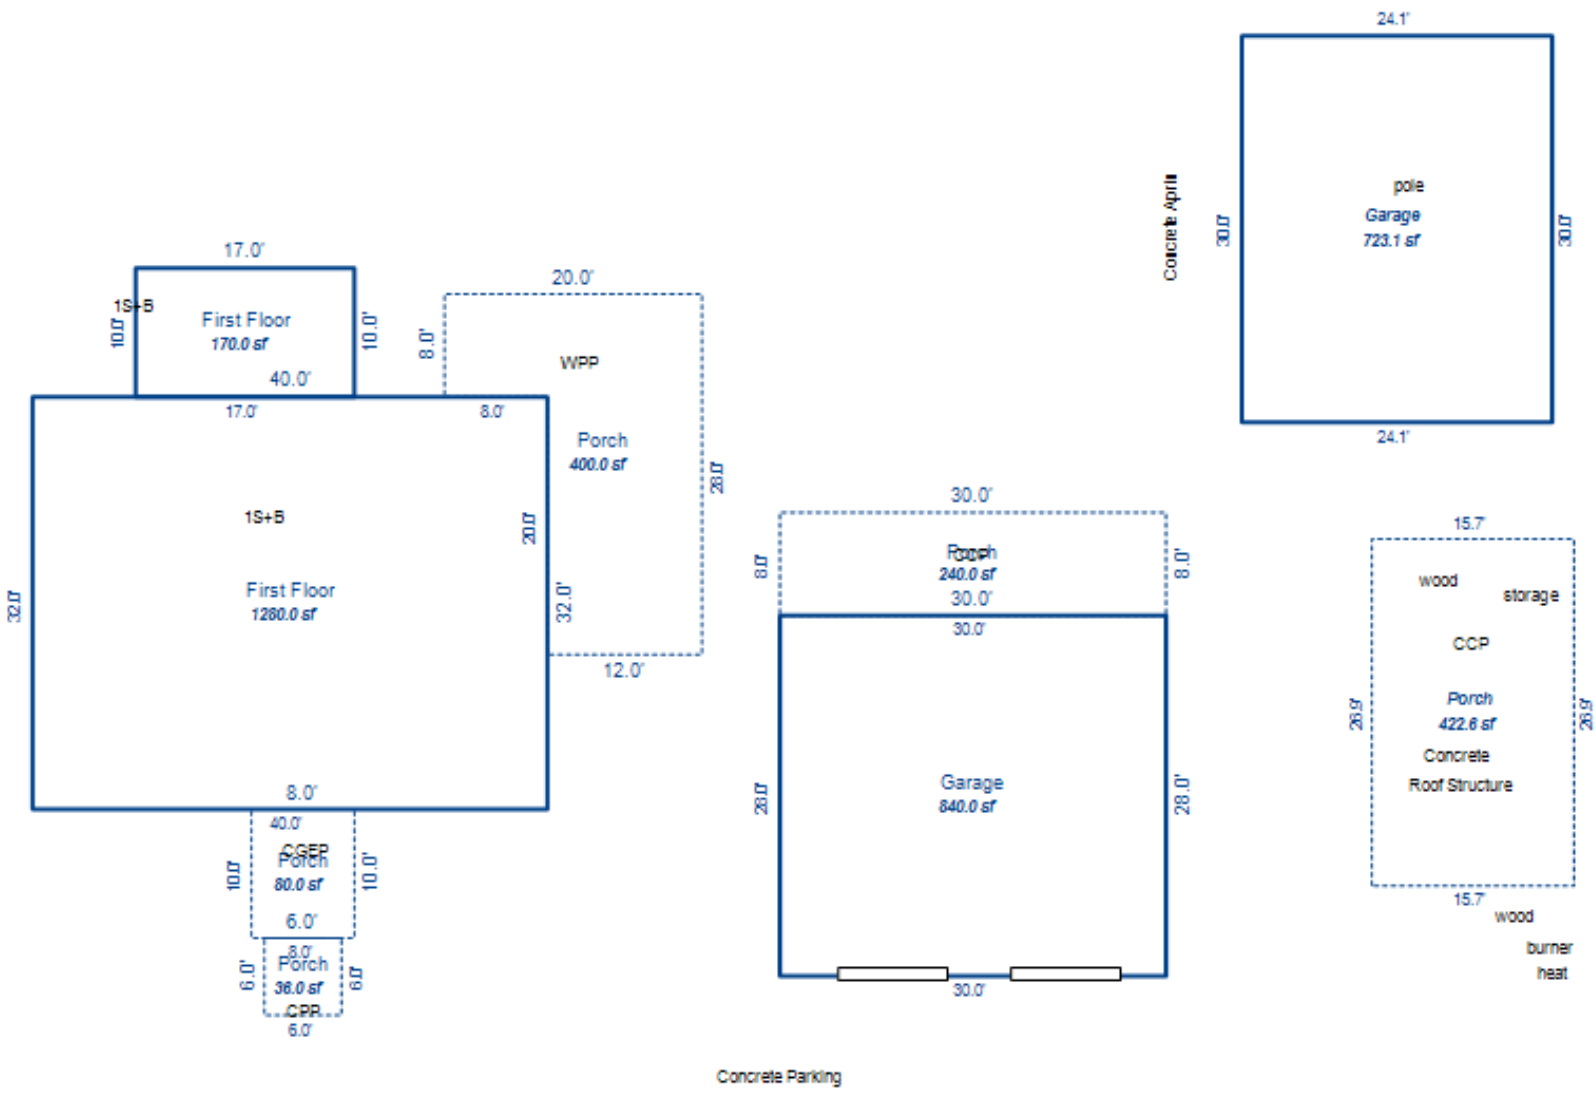 24.1'
pole
Garage
723.1 sf
30.0'
30.0'
24.1'
Concrete Aprin
17.0'
1S+B
10.0'
First Floor
170.0 sf
10.0'
40.0'
17.0'
20.0'
8.0'
WPP
8.0'
Porch
400.0 sf
28.0'
12.0'
1S+B
20.0'
First Floor
1280.0 sf
32.0'
32.0'
8.0'
40.0'
CGEP
Porch
80.0 sf
10.0'
10.0'
6.0'
8.0'
Porch
36.0 sf
6.0'
6.0'
CPP
6.0'
30.0'
8.0'
Porch
240.0 sf
8.0'
30.0'
30.0'
Garage
840.0 sf
28.0'
28.0'
30.0'
15.7'
wood
storage
CCP
Porch
422.6 sf
26.9'
26.9'
Concrete
Roof Structure
15.7'
wood
burner
heat
Concrete Parking